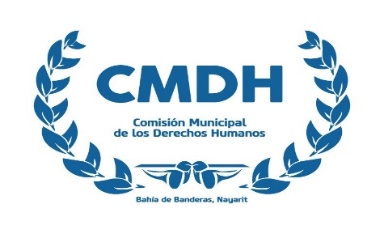 CMDH
Comisión Municipal
de los Derechos Humanos
Bahía de Banderas, Nayarit